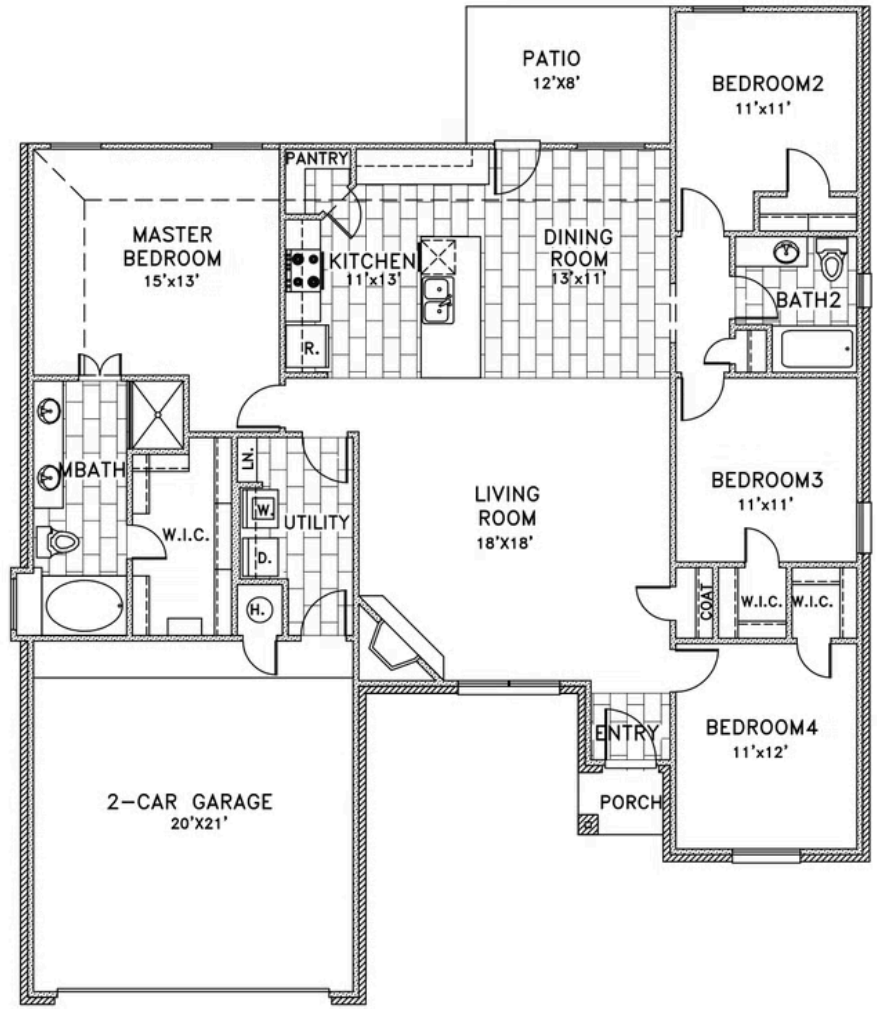 PATIO
12'X8'
BEDROOM2
11'x11'
PANTRY
MASTER
BEDROOM
15'x13'
KITCHEN
11'x13'
DINING
ROOM
13'x11'
BATH2
R.
MBATH
LN.
W.
UTILITY
D.
W.I.C.
H.
LIVING
ROOM
18'X18'
BEDROOM3
11'x11'
COAT
W.I.C.
W.I.C.
ENTRY
BEDROOM4
11'x12'
PORCH
2-CAR GARAGE
20'X21'